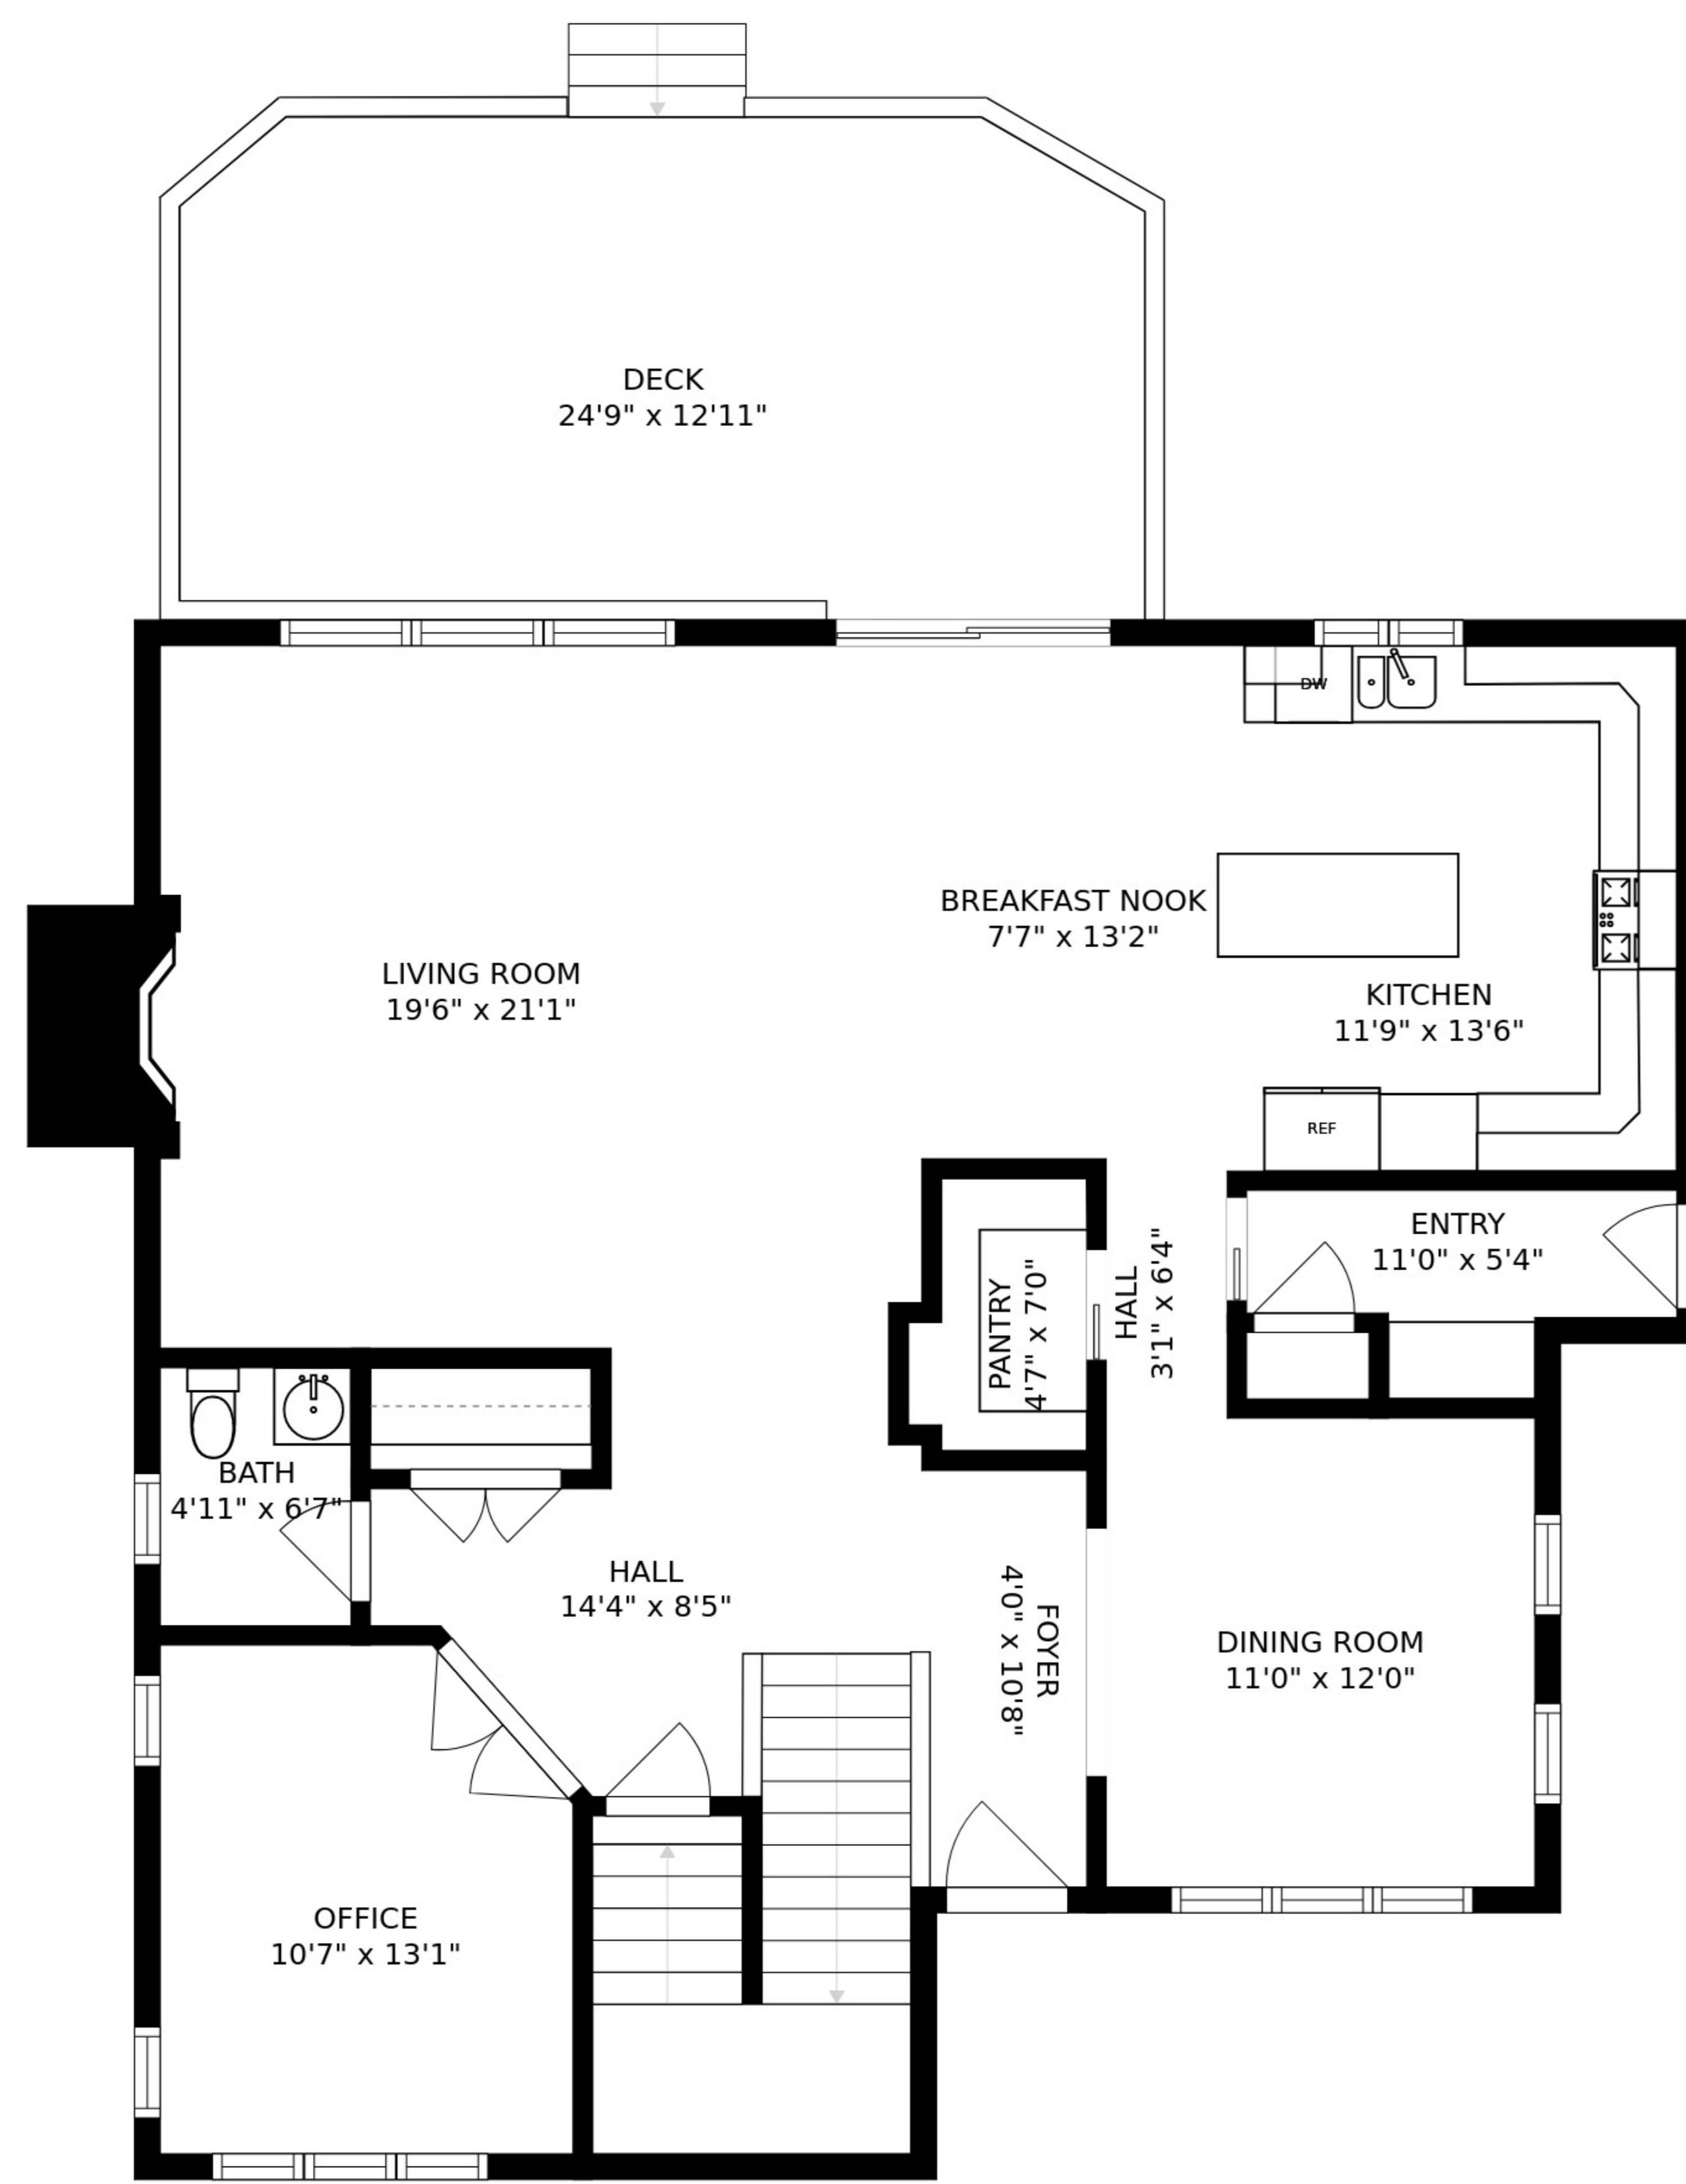 DECK
24'9" x 12'11"
DW
BREAKFAST NOOK
7'7" x 13'2"
LIVING ROOM
19'6" x 21'1"
KITCHEN
11'9" x 13'6"
REF
ENTRY
11'0" x 5'4"
PANTRY
4'7" x 7'0"
HALL
3'1" x 6'4"
BATH
4'11" x 6'7"
HALL
14'4" x 8'5"
FOYER
4'0" x 10'8"
DINING ROOM
11'0" x 12'0"
OFFICE
10'7" x 13'1"